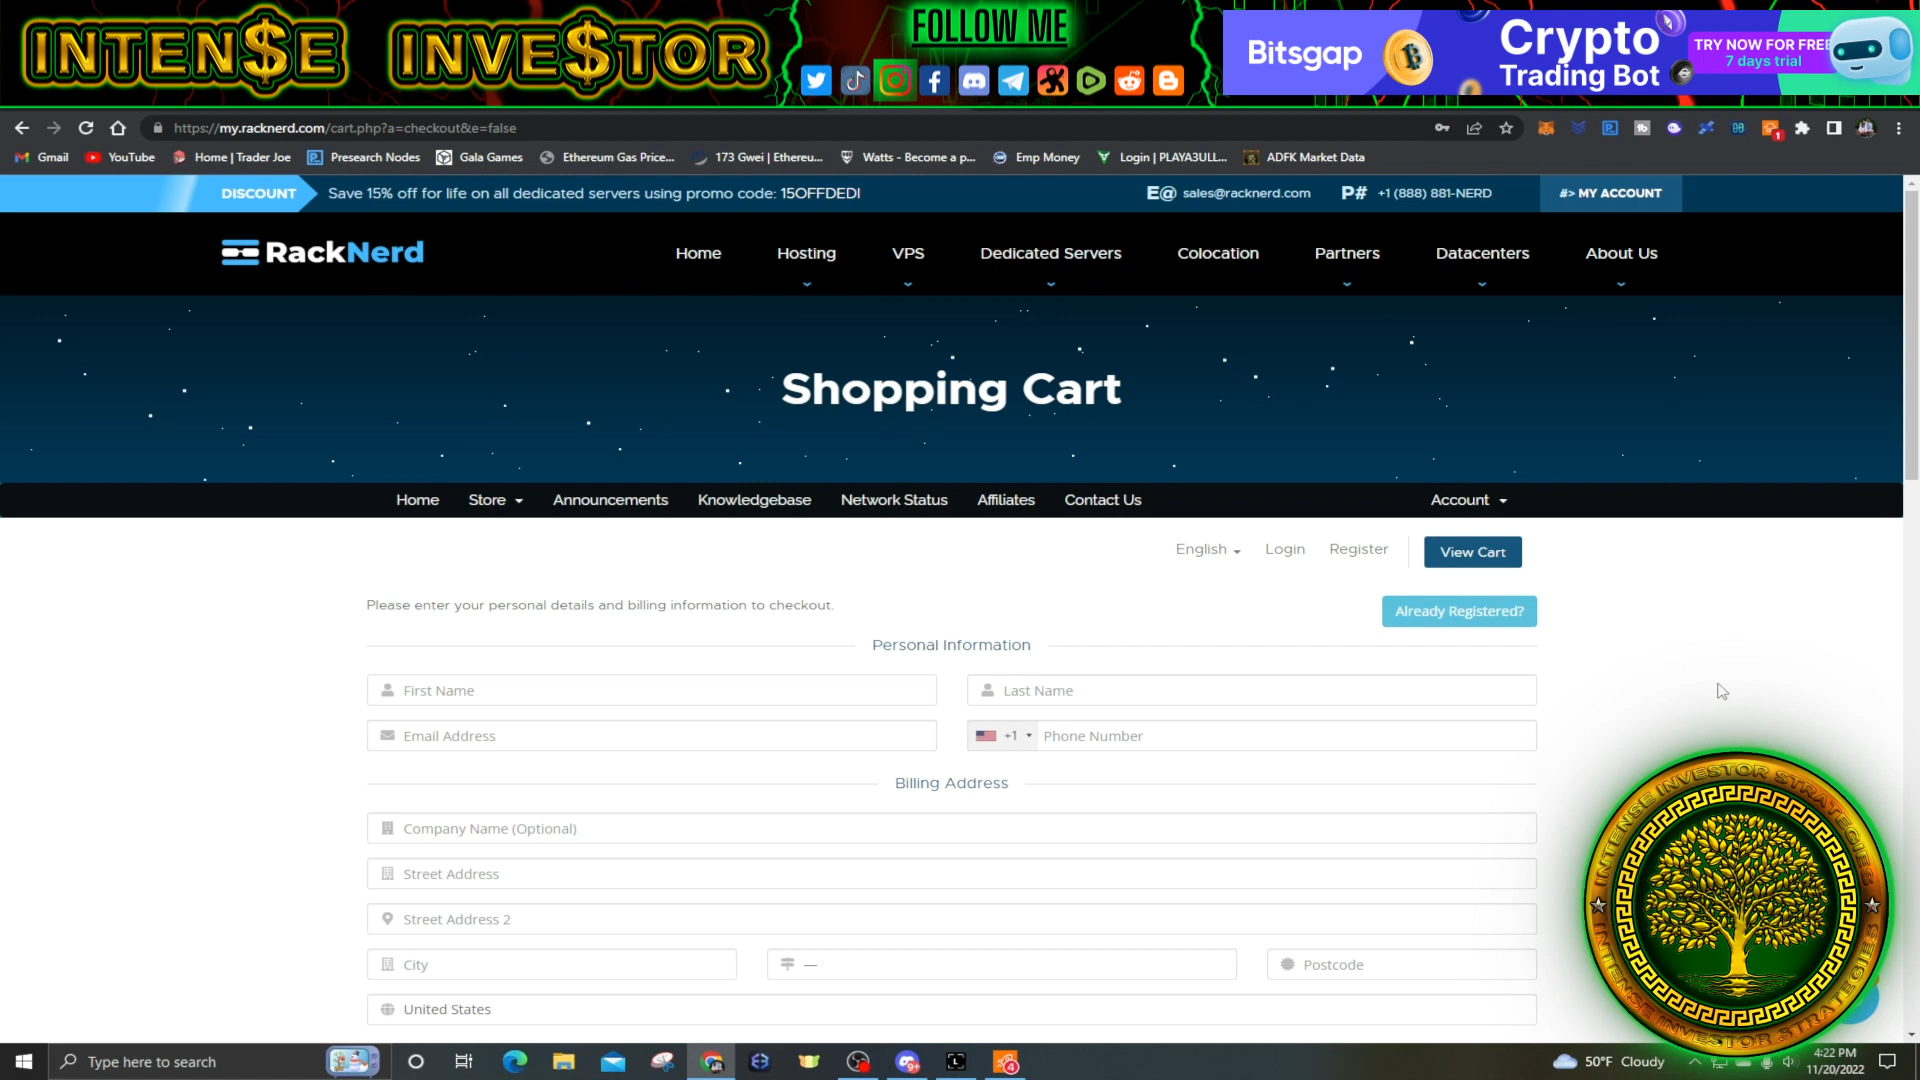 INTEN$E INVE$TOR
FOLLOW ME
Bitsgap
Crypto
Trading Bot
TRY NOW FOR FREE
7 days trial
https://my.racknerd.com/cart.php?a=checkout&e=false
Gmail YouTube Home | Trader Joe Presearch Nodes Gala Games Ethereum Gas Price... 173 Gwei | Ethereu... Watts - Become a p... Emp Money Login | PLAYA3ULL... ADFK Market Data
DISCOUNT Save 15% off for life on all dedicated servers using promo code: 15OFFDEDI E@ sales@racknerd.com P# +1 (888) 881-NERD #> MY ACCOUNT
RackNerd Home Hosting VPS Dedicated Servers Colocation Partners Datacenters About Us
Shopping Cart
Home Store Announcements Knowledgebase Network Status Affiliates Contact Us Account
English Login Register View Cart
Please enter your personal details and billing information to checkout. Already Registered?
Personal Information
First Name Last Name
Email Address +1 Phone Number
Billing Address
Company Name (Optional)
Street Address
Street Address 2
City — Postcode
United States
INTENSE INVESTOR STRATEGIES
INTENSE INVESTOR STRATEGIES
Type here to search 9+ 4 50°F Cloudy 4:22 PM
11/20/2022